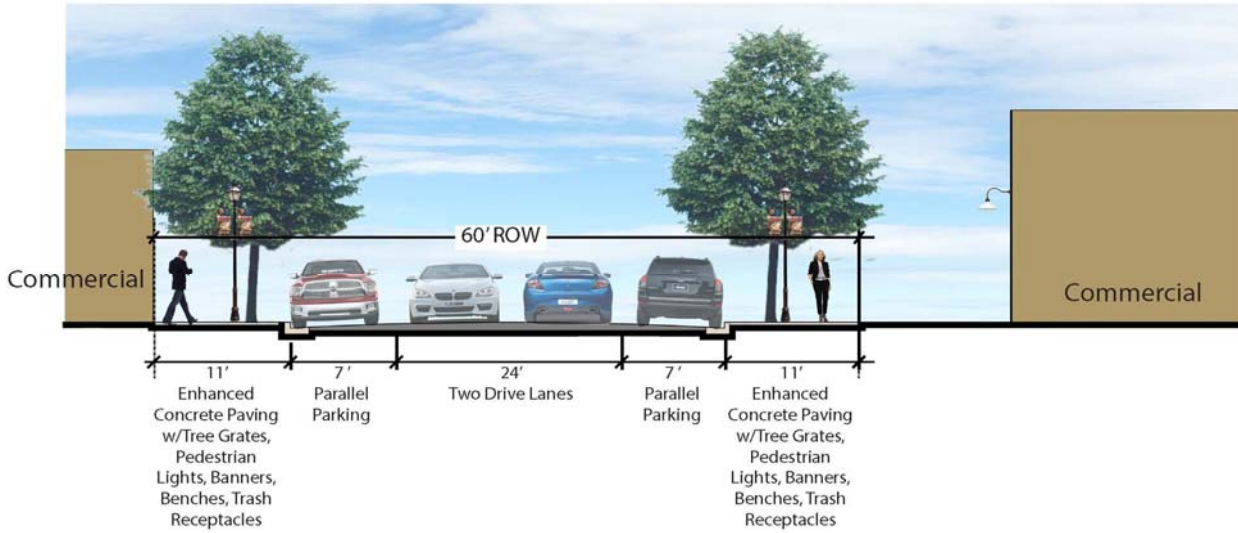 60' ROW
Commercial
Commercial
11'
Enhanced
Concrete Paving
w/Tree Grates,
Pedestrian
Lights, Banners,
Benches, Trash
Receptacles
7'
Parallel
Parking
24'
Two Drive Lanes
7'
Parallel
Parking
11'
Enhanced
Concrete Paving
w/Tree Grates,
Pedestrian
Lights, Banners,
Benches, Trash
Receptacles